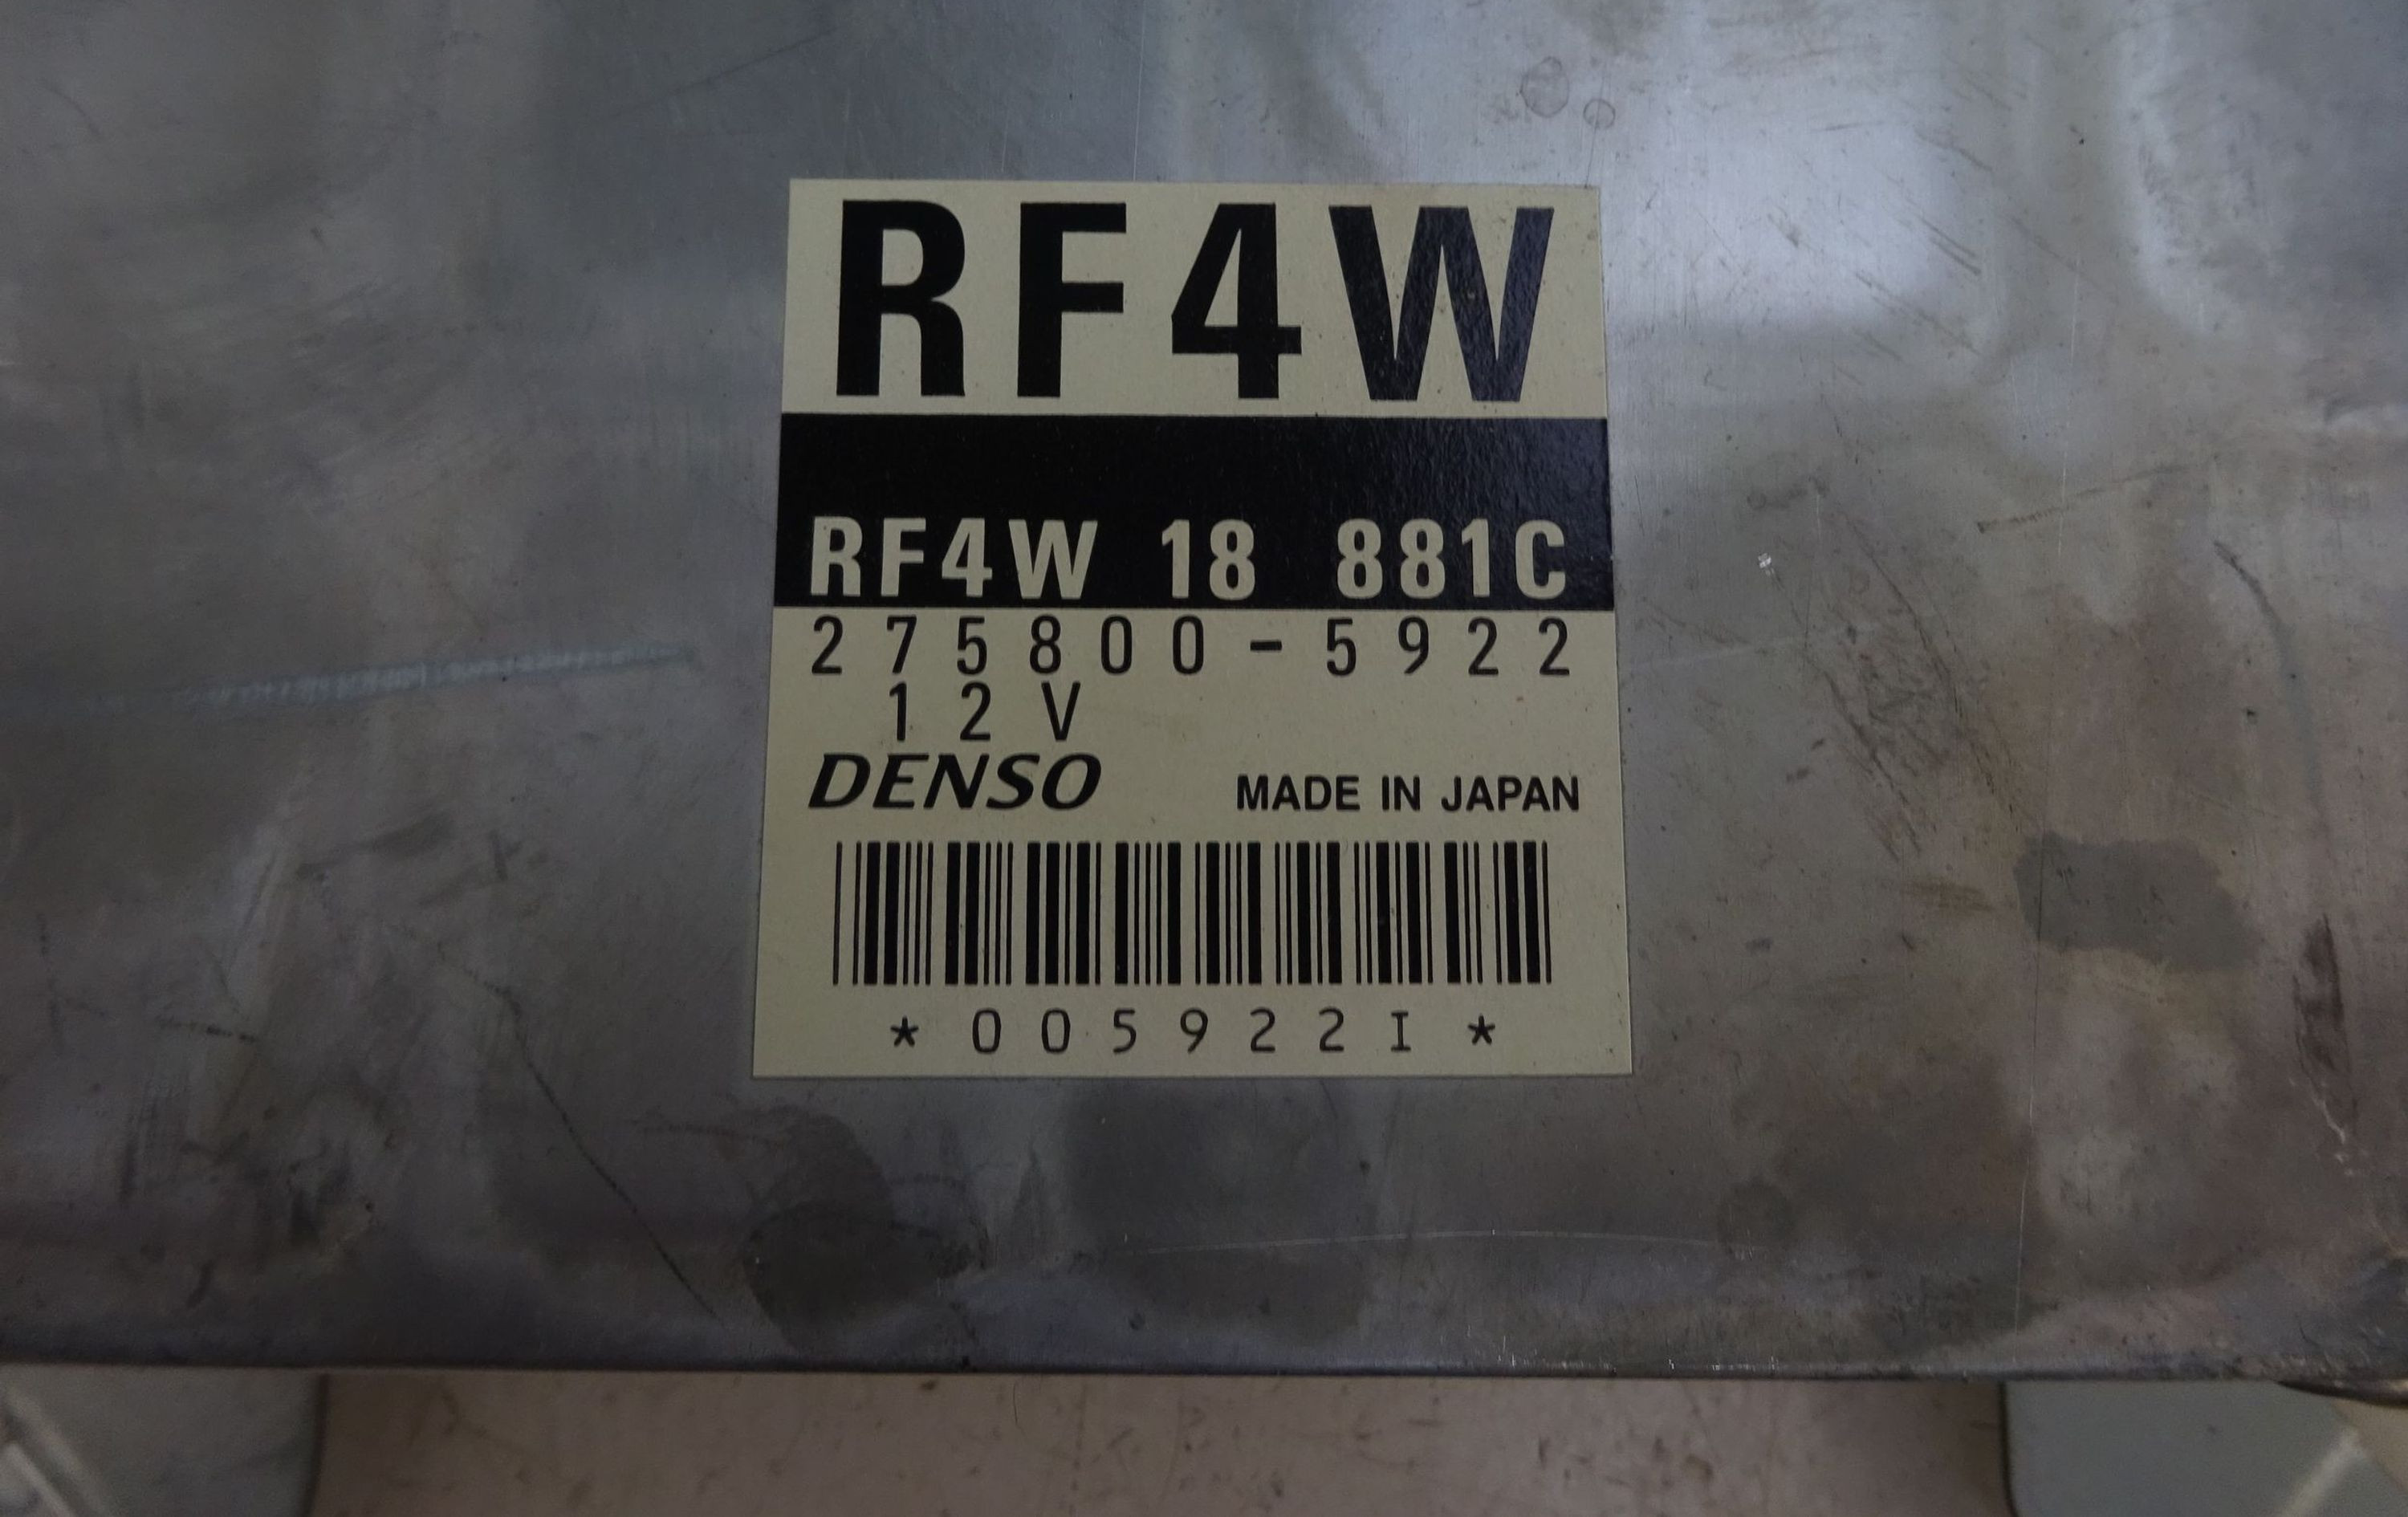 RF4W
RF4W 18 881C
275800-5922
12V
DENSO MADE IN JAPAN
*005922I*